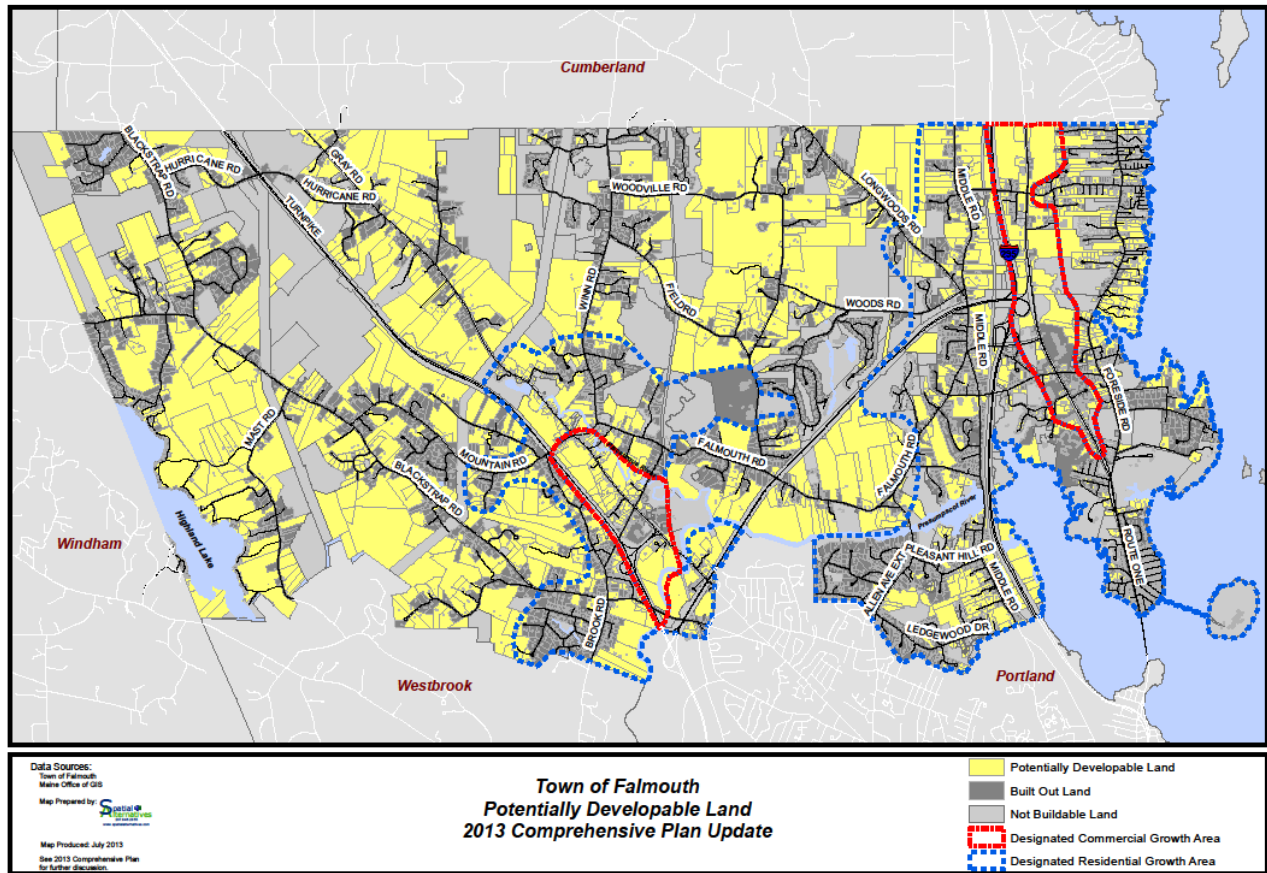 Cumberland
BLACKSTRAP RD
HURRICANE RD
GRAY RD
HURRICANE RD
TURNPIKE
WOODVILLE RD
LONGWOODS RD
MIDDLE RD
WINN RD
FIELD RD
WOODS RD
MIDDLE RD
FORESIDE RD
MAST RD
MOUNTAIN RD
BLACKSTRAP RD
FALMOUTH RD
FALMOUTH RD
Presumpscot River
Highland Lake
Windham
PLEASANT HILL RD
ALLEN AVE EXT
MIDDLE RD
ROUTE ONE
LEDGEWOOD DR
BROOK RD
Westbrook
Portland
Data Sources:
Town of Falmouth
Maine Office of GIS
Map Prepared by:
Spatial
Alternatives
Map Produced: July 2013
See 2013 Comprehensive Plan
for further discussion.
Town of Falmouth
Potentially Developable Land
2013 Comprehensive Plan Update
Potentially Developable Land
Built Out Land
Not Buildable Land
Designated Commercial Growth Area
Designated Residential Growth Area